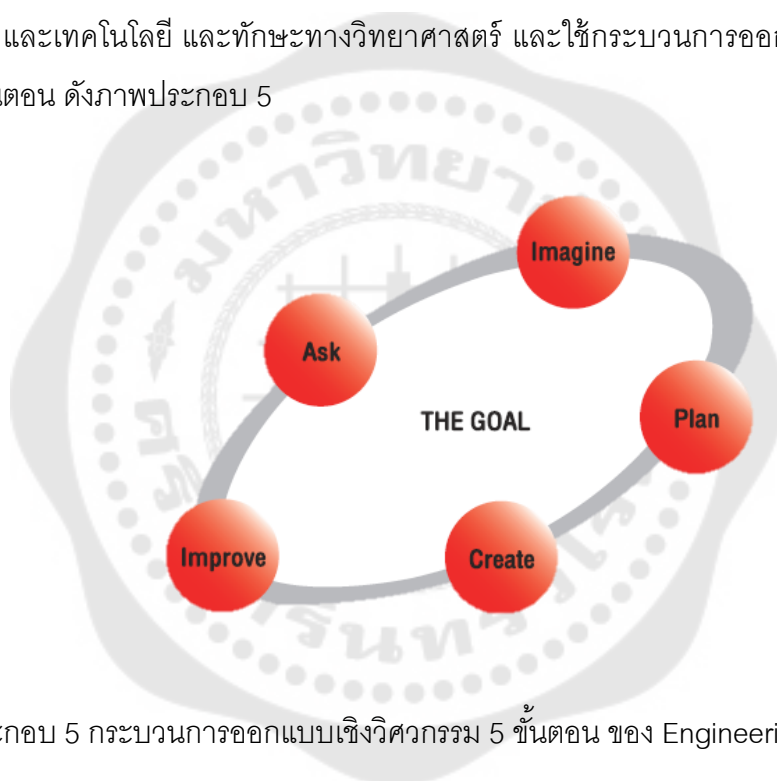 และเทคโนโลยี และทักษะทางวิทยาศาสตร์ และใช้กระบวนการออก
นตอน ดังภาพประกอบ 5
Imagine
Ask
THE GOAL
Plan
Improve
Create
ะกอบ 5 กระบวนการออกแบบเชิงวิศวกรรม 5 ขั้นตอน ของ Engineeri